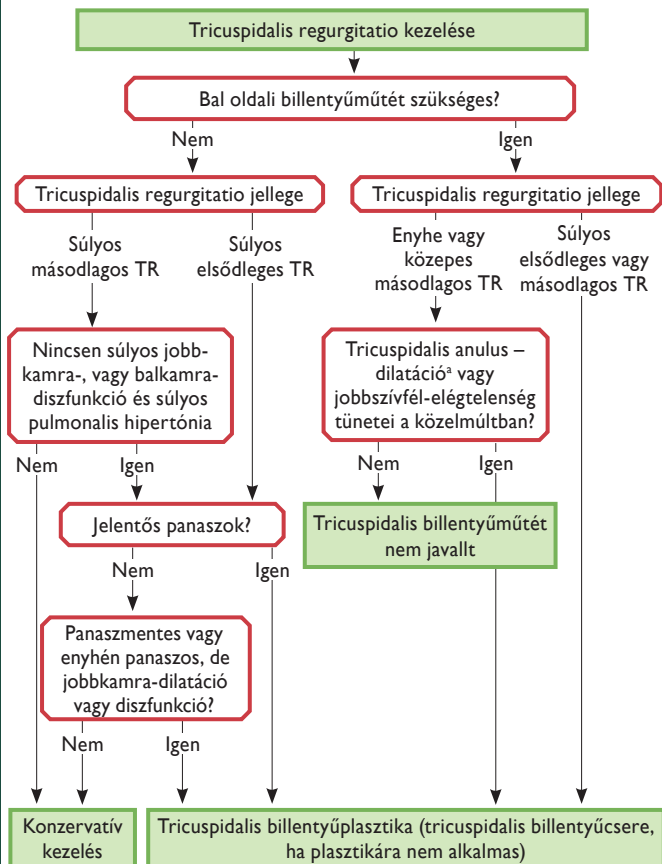 Tricuspidalis regurgitatio kezelése
Bal oldali billentyűműtét szükséges?
Nem
Igen
Tricuspidalis regurgitatio jellege
Tricuspidalis regurgitatio jellege
Súlyos
másodlagos TR
Súlyos
elsődleges TR
Enyhe vagy
közepes
másodlagos TR
Súlyos
elsődleges vagy
másodlagos TR
Nincsen súlyos jobb-
kamra-, vagy balkamra-
diszfunkció és súlyos
pulmonalis hipertónia
Tricuspidalis anulus –
dilatációᵃ vagy
jobbszívfél-elégtelenség
tünetei a közelmúltban?
Nem
Igen
Nem
Igen
Jelentős panaszok?
Tricuspidalis billentyűműtét
nem javallt
Nem
Igen
Panaszmentes vagy
enyhén panaszos, de
jobbkamra-dilatáció
vagy diszfunkció?
Nem
Igen
Konzervatív
kezelés
Tricuspidalis billentyűplasztika (tricuspidalis billentyűcsere,
ha plasztikára nem alkalmas)